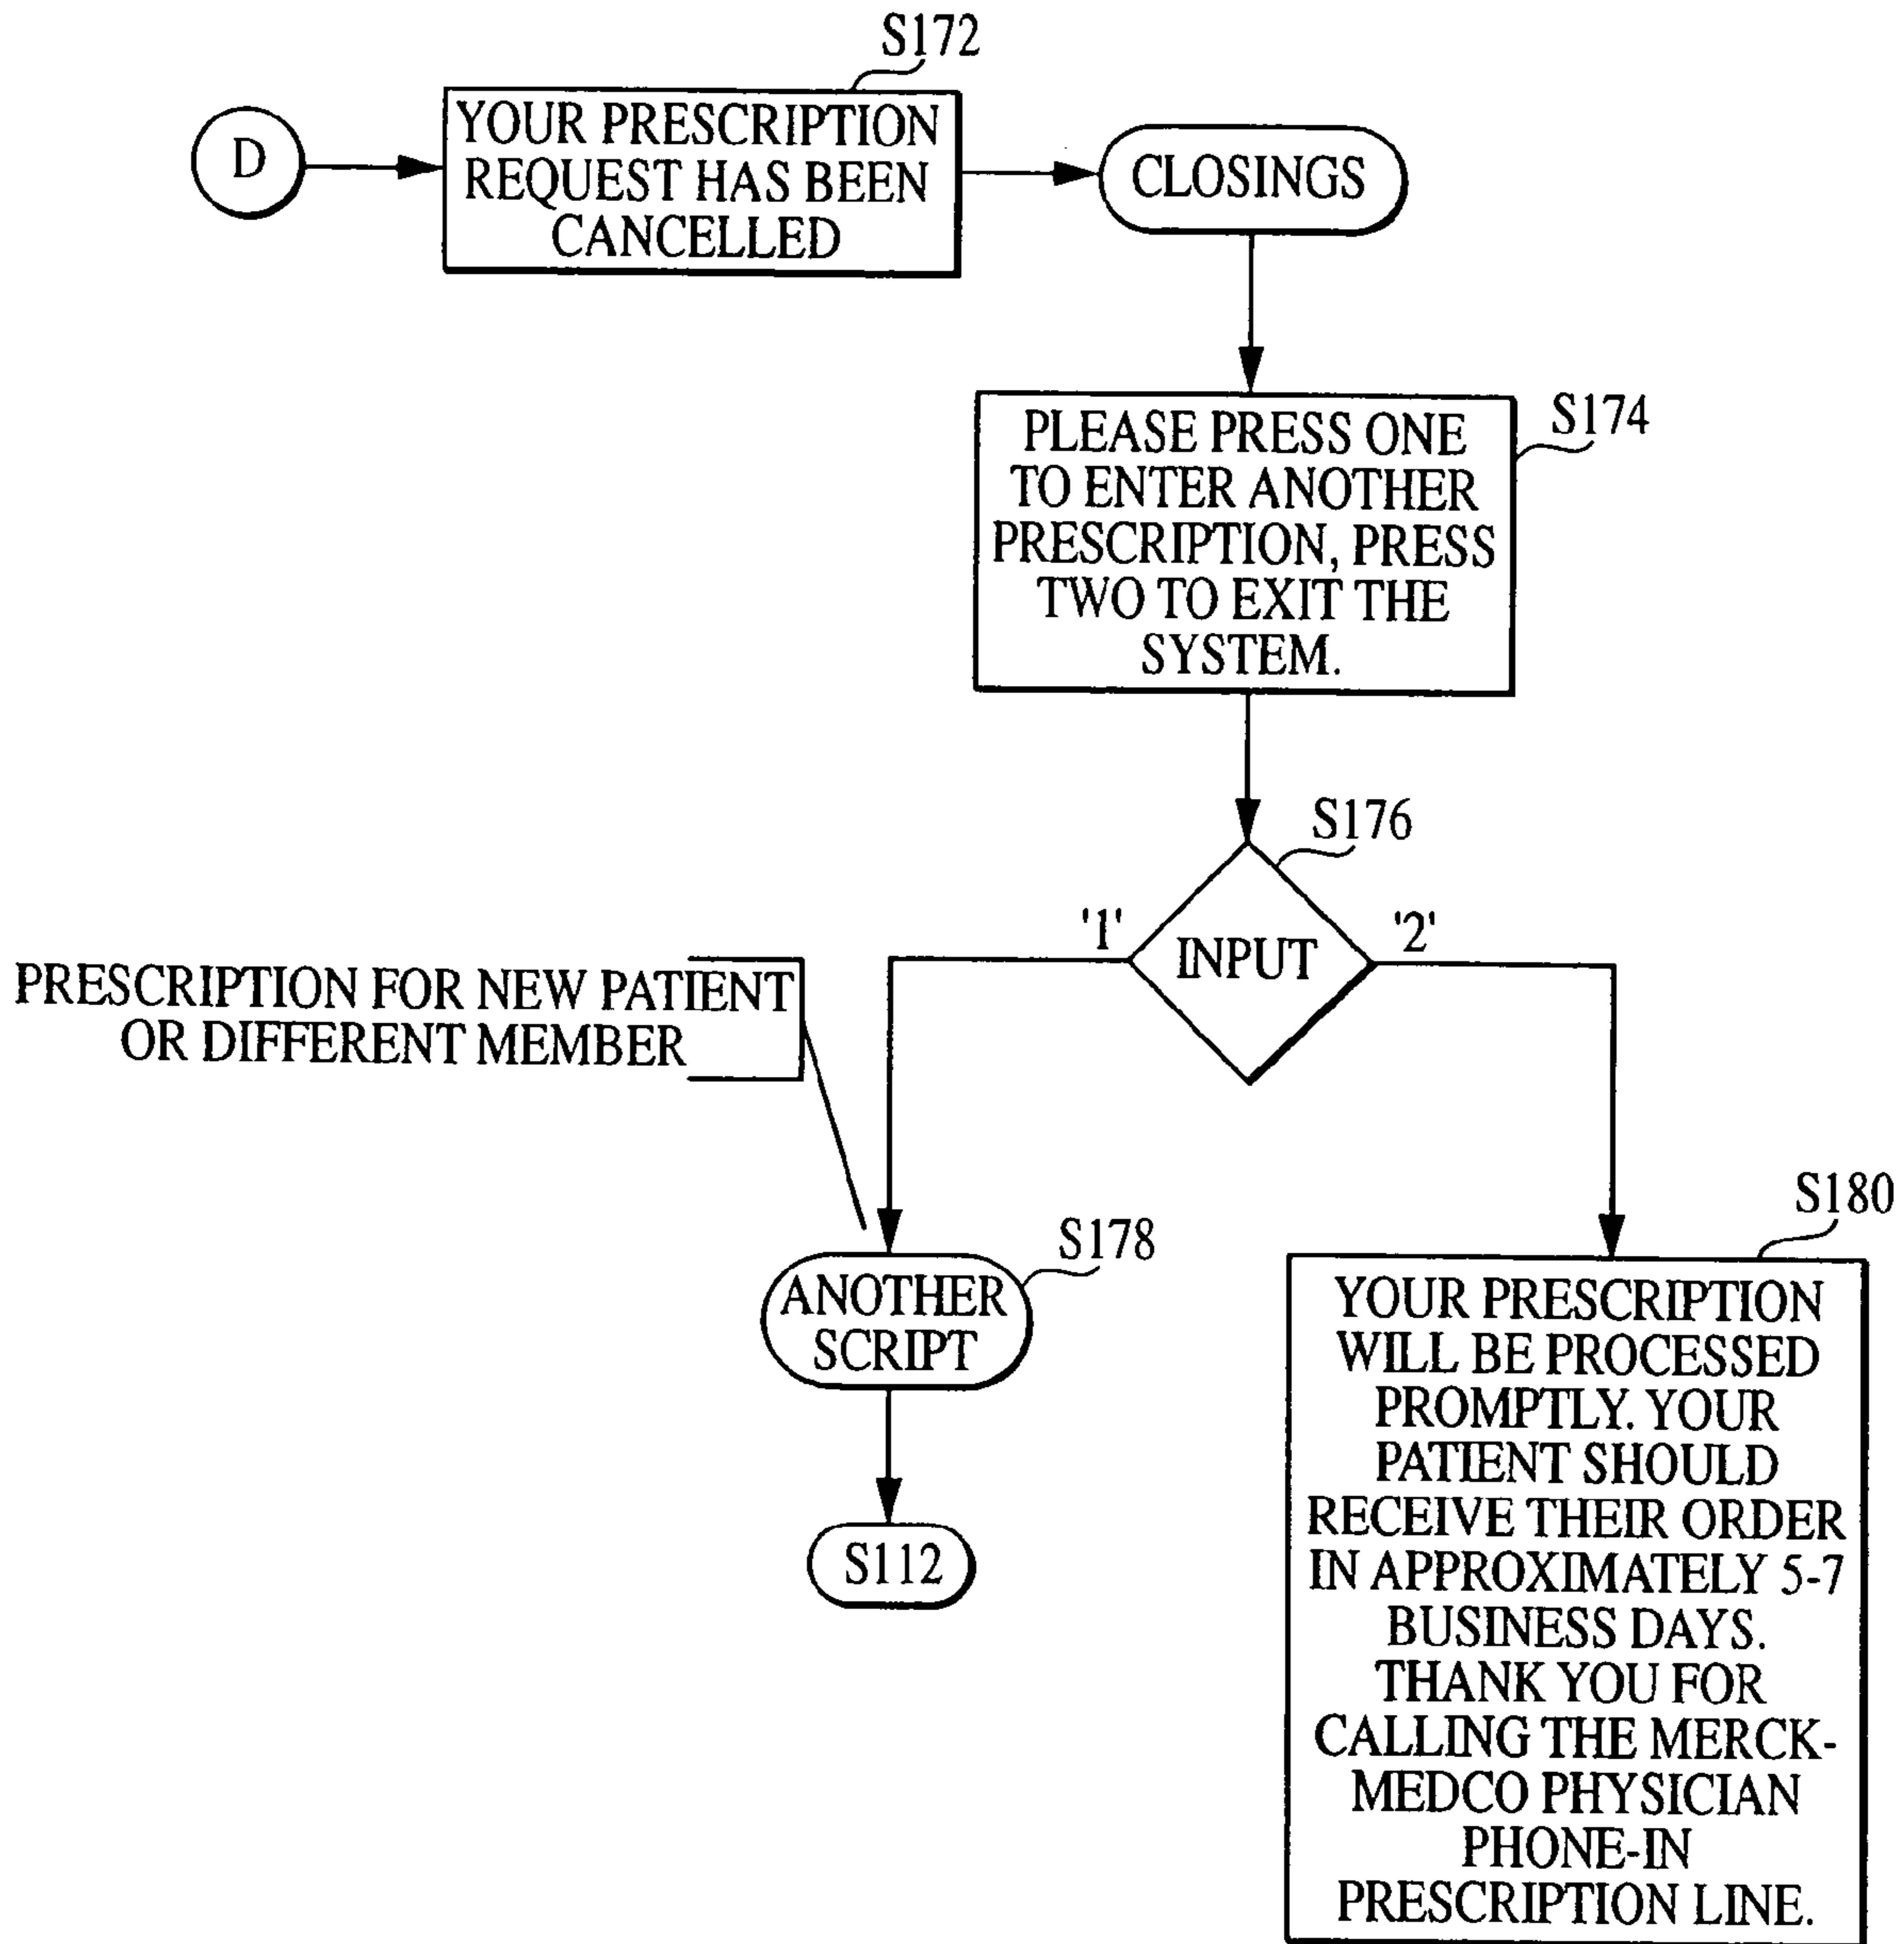 S172
D
YOUR PRESCRIPTION
REQUEST HAS BEEN
CANCELLED
CLOSINGS
S174
PLEASE PRESS ONE
TO ENTER ANOTHER
PRESCRIPTION, PRESS
TWO TO EXIT THE
SYSTEM.
S176
'1'
INPUT
'2'
PRESCRIPTION FOR NEW PATIENT
OR DIFFERENT MEMBER
S178
ANOTHER
SCRIPT
S112
S180
YOUR PRESCRIPTION
WILL BE PROCESSED
PROMPTLY. YOUR
PATIENT SHOULD
RECEIVE THEIR ORDER
IN APPROXIMATELY 5-7
BUSINESS DAYS.
THANK YOU FOR
CALLING THE MERCK-
MEDCO PHYSICIAN
PHONE-IN
PRESCRIPTION LINE.